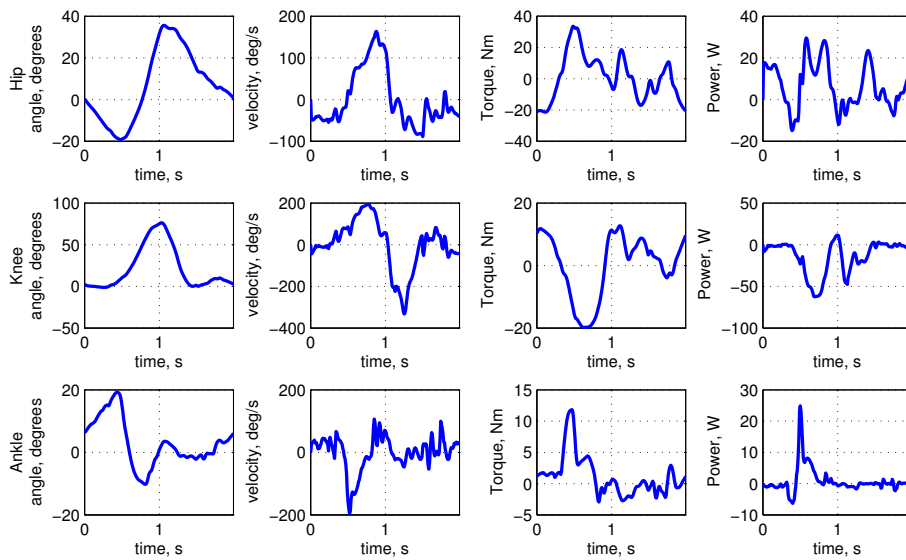 Hip
angle, degrees
40
20
0
−20
0
1
time, s
velocity, deg/s
200
100
0
−100
0
1
time, s
Torque, Nm
40
20
0
−20
−40
0
1
time, s
Power, W
40
20
0
−20
0
1
time, s
Knee
angle, degrees
100
50
0
−50
0
1
time, s
velocity, deg/s
200
0
−200
−400
0
1
time, s
Torque, Nm
20
0
−20
0
1
time, s
Power, W
50
0
−50
−100
0
1
time, s
Ankle
angle, degrees
20
0
−20
0
1
time, s
velocity, deg/s
200
0
−200
0
1
time, s
Torque, Nm
15
10
5
0
−5
0
1
time, s
Power, W
30
20
10
0
−10
0
1
time, s